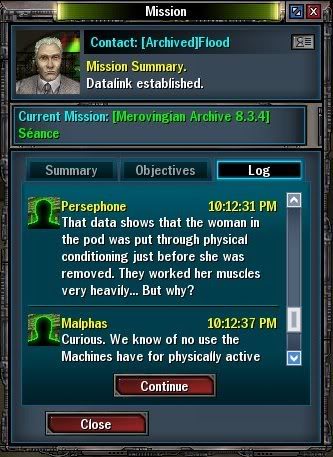 Mission
Contact: [Archived]Flood
Mission Summary.
Datalink established.
Current Mission: [Merovingian Archive 8.3.4]
Séance
Summary Objectives Log
Persephone 10:12:31 PM
That data shows that the woman in
the pod was put through physical
conditioning just before she was
removed. They worked her muscles
very heavily... But why?
Malphas 10:12:37 PM
Curious. We know of no use the
Machines have for physically active
Continue
Close